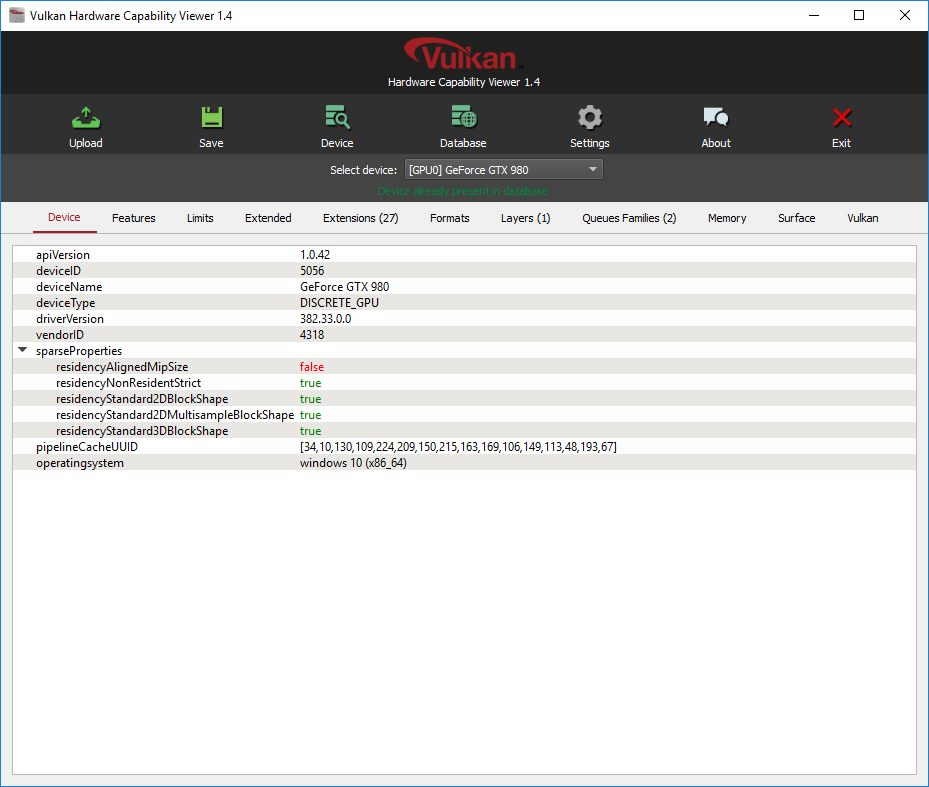 Vulkan Hardware Capability Viewer 1.4
Vulkan
Hardware Capability Viewer 1.4
Upload Save Device Database Settings About Exit
Select device: [GPU0] GeForce GTX 980
Device already present in database
Device Features Limits Extended Extensions (27) Formats Layers (1) Queues Families (2) Memory Surface Vulkan
apiVersion 1.0.42
deviceID 5056
deviceName GeForce GTX 980
deviceType DISCRETE_GPU
driverVersion 382.33.0.0
vendorID 4318
sparseProperties
residencyAlignedMipSize false
residencyNonResidentStrict true
residencyStandard2DBlockShape true
residencyStandard2DMultisampleBlockShape true
residencyStandard3DBlockShape true
pipelineCacheUUID [34,10,130,109,224,209,150,215,163,169,106,149,113,48,193,67]
operatingsystem windows 10 (x86_64)